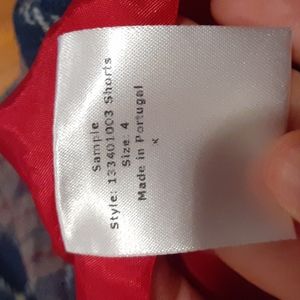 Sample
Style: 133401003 Shorts
Size: 4
Made in Portugal
x